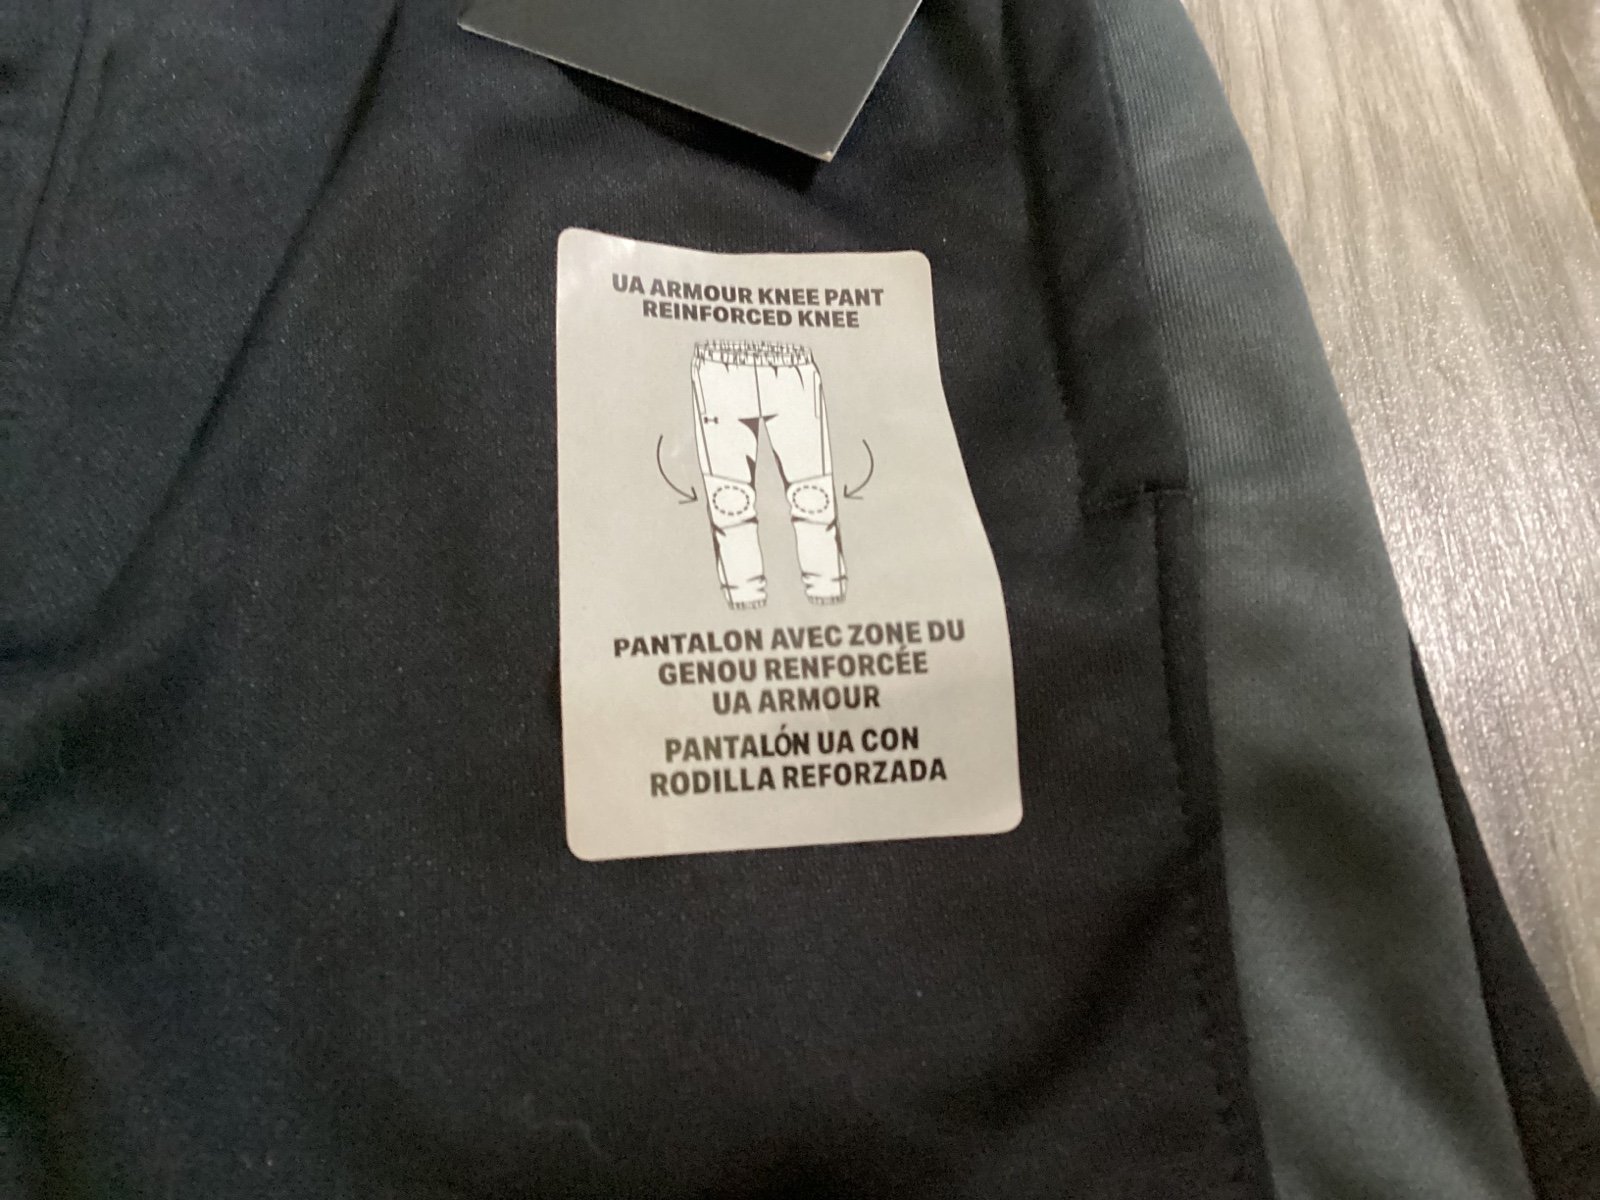 UA ARMOUR KNEE PANT
REINFORCED KNEE
PANTALON AVEC ZONE DU
GENOU RENFORCÉE
UA ARMOUR
PANTALÓN UA CON
RODILLA REFORZADA